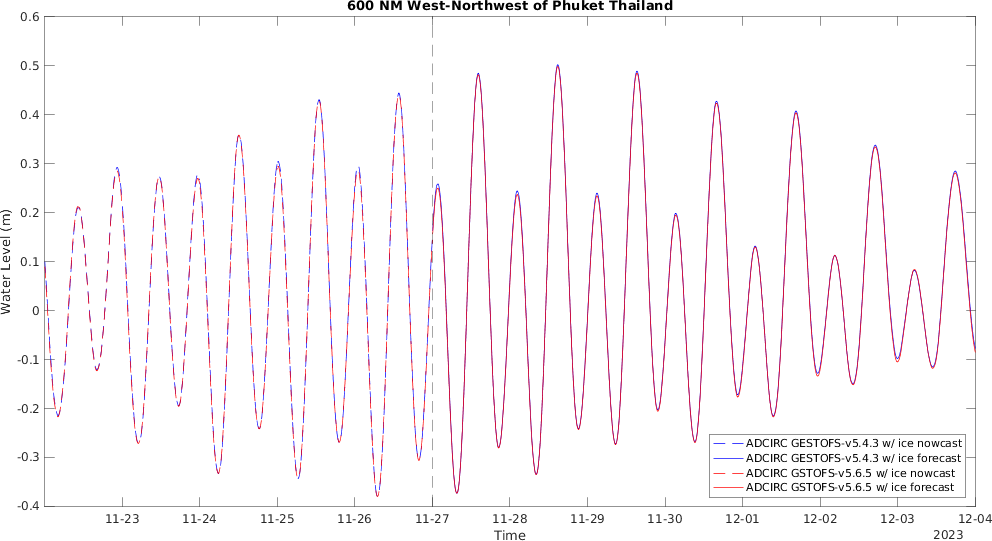 600 NM West-Northwest of Phuket Thailand
0.6
0.5
0.4
0.3
0.2
0.1
0
-0.1
-0.2
-0.3
-0.4
Water Level (m)
ADCIRC GESTOFS-v5.4.3 w/ ice nowcast
ADCIRC GESTOFS-v5.4.3 w/ ice forecast
ADCIRC GSTOFS-v5.6.5 w/ ice nowcast
ADCIRC GSTOFS-v5.6.5 w/ ice forecast
11-23 11-24 11-25 11-26 11-27 11-28 11-29 11-30 12-01 12-02 12-03 12-04
Time
2023